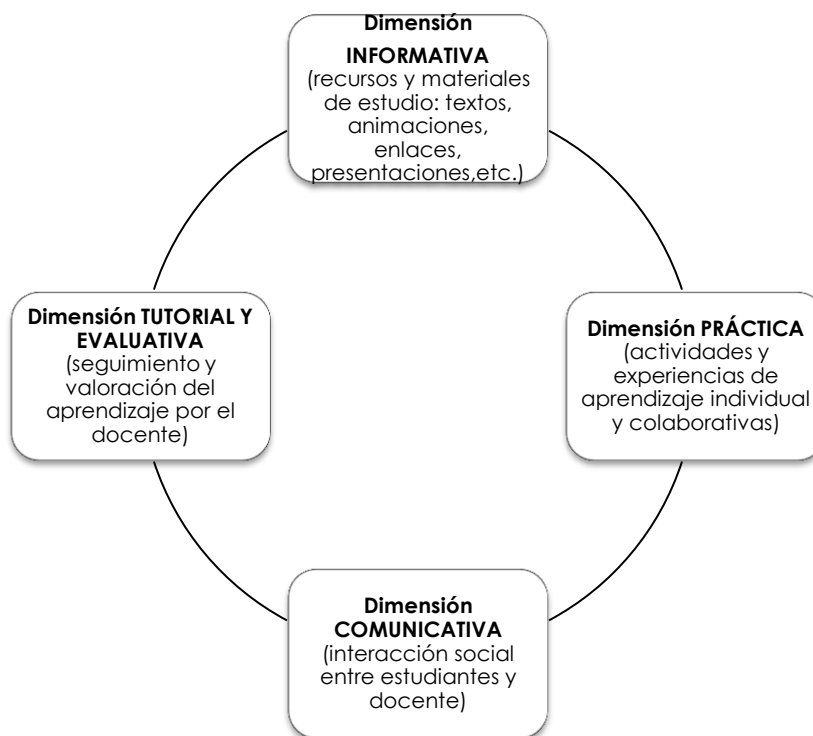 Dimensión
INFORMATIVA
(recursos y materiales
de estudio: textos,
animaciones,
enlaces,
presentaciones,etc.)
Dimensión TUTORIAL Y
EVALUATIVA
(seguimiento y
valoración del
aprendizaje por el
docente)
Dimensión PRÁCTICA
(actividades y
experiencias de
aprendizaje individual
y colaborativas)
Dimensión
COMUNICATIVA
(interacción social
entre estudiantes y
docente)